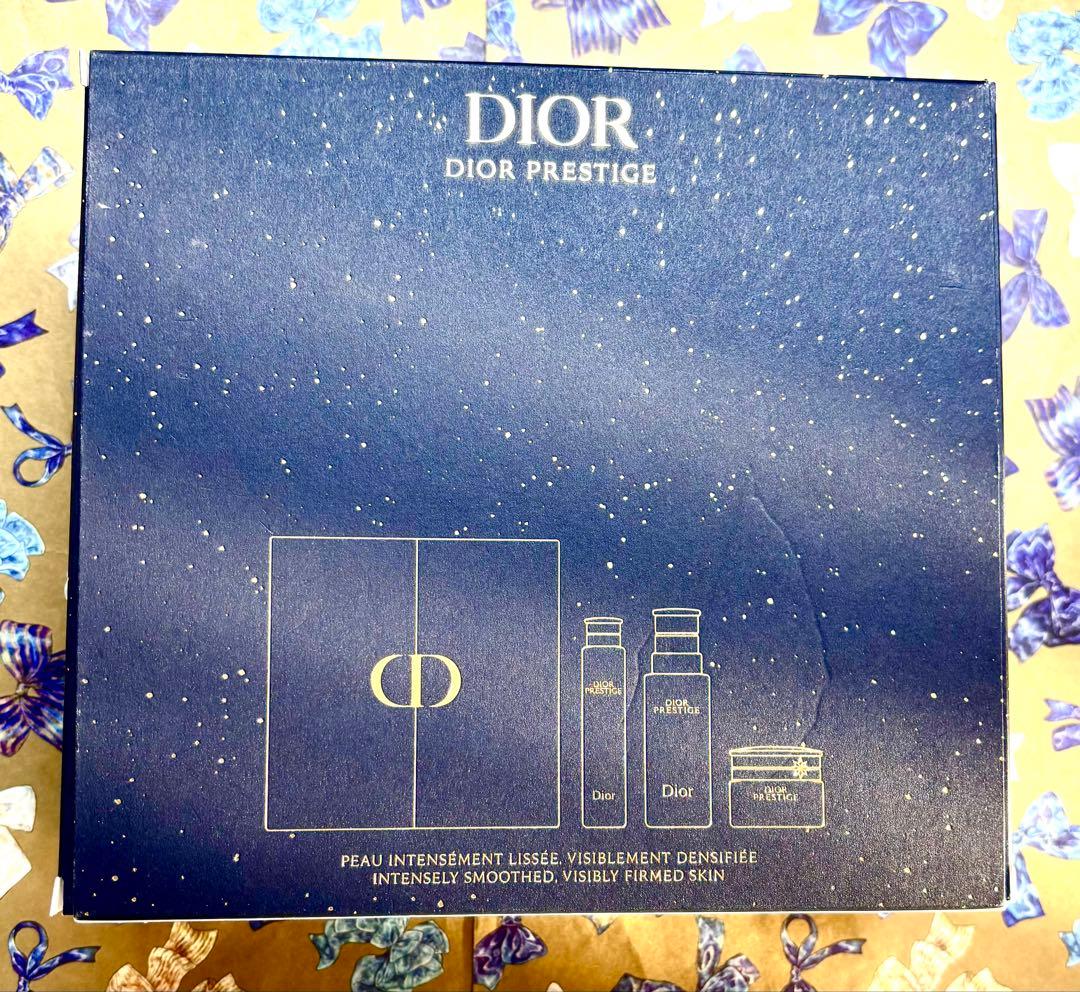 DIOR
DIOR PRESTIGE
CD
DIOR
PRESTIGE
Dior
DIOR
PRESTIGE
Dior
DIOR
PRESTIGE
PEAU INTENSÉMENT LISSÉE, VISIBLEMENT DENSIFIÉE
INTENSELY SMOOTHED, VISIBLY FIRMED SKIN